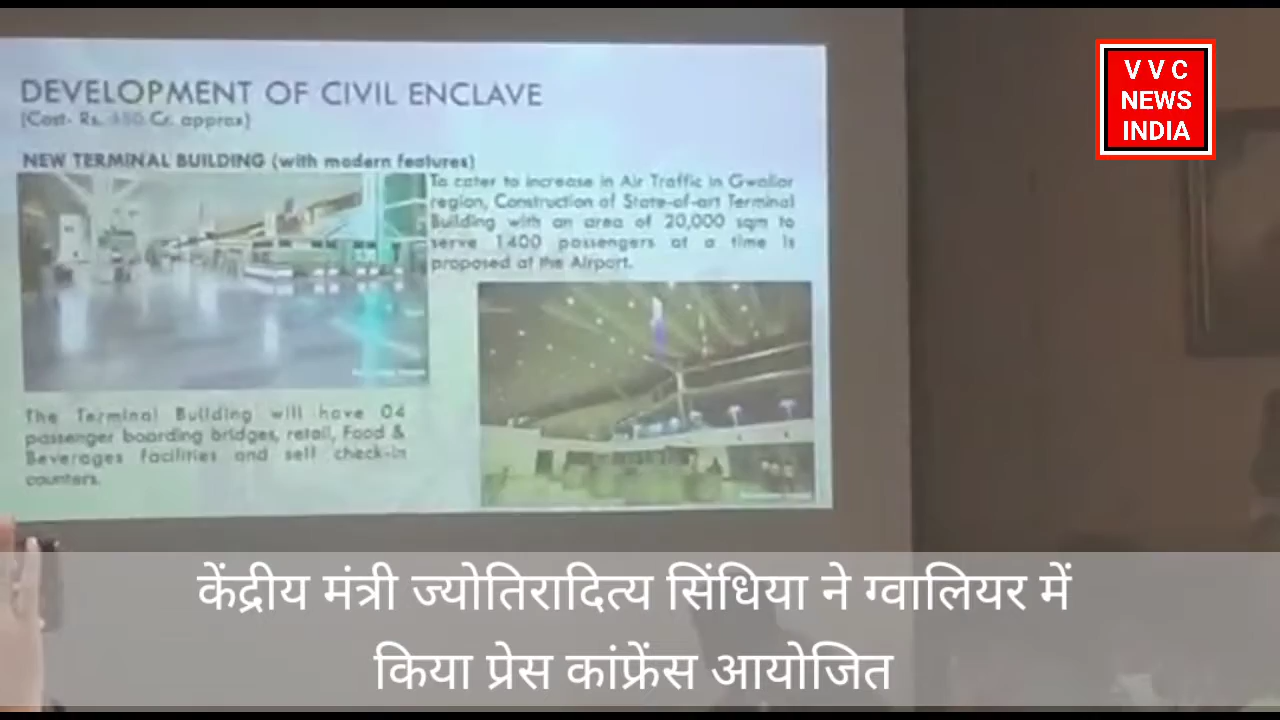 DEVELOPMENT OF CIVIL ENCLAVE
(Cost- Rs. Cr. approx)
NEW TERMINAL BUILDING (with modern features)
To cater to increase in Air Traffic in Gwalior
region, Construction of State-of-art Terminal
Building with an area of 20,000 sqm to
serve 1400 passengers at a time is
proposed at the Airport.
The Terminal Building will have 04
passenger boarding bridges, retail, Food &
Beverages facilities and self check-in
counters.
V V C
NEWS
INDIA
केंद्रीय मंत्री ज्योतिरादित्य सिंधिया ने ग्वालियर में
किया प्रेस कांफ्रेंस आयोजित